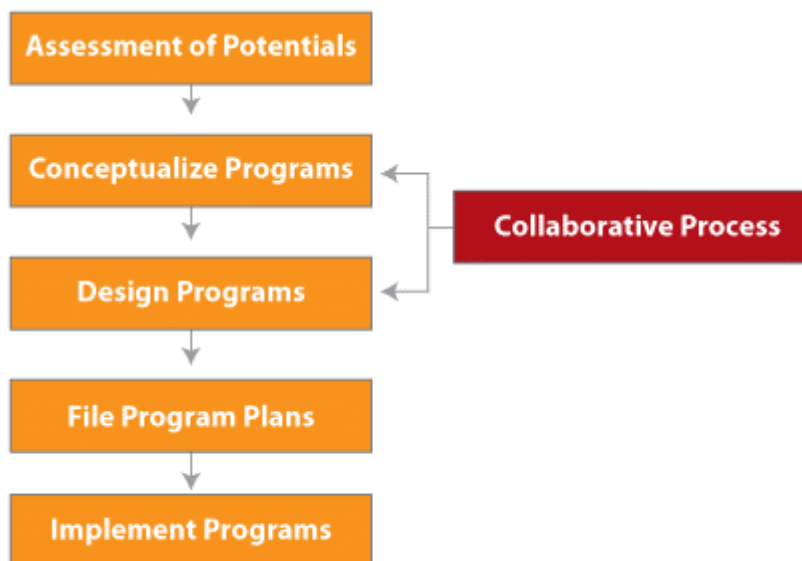 Assessment of Potentials
Conceptualize Programs
Collaborative Process
Design Programs
File Program Plans
Implement Programs